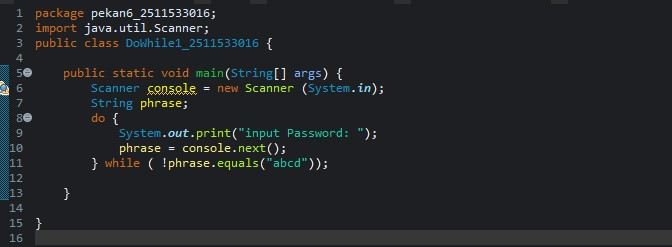 1 package pekan6_2511533016;
2 import java.util.Scanner;
3 public class DoWhile1_2511533016 {
4
5 public static void main(String[] args) {
6 Scanner console = new Scanner (System.in);
7 String phrase;
8 do {
9 System.out.print("input Password: ");
10 phrase = console.next();
11 } while ( !phrase.equals("abcd"));
12
13 }
14
15 }
16